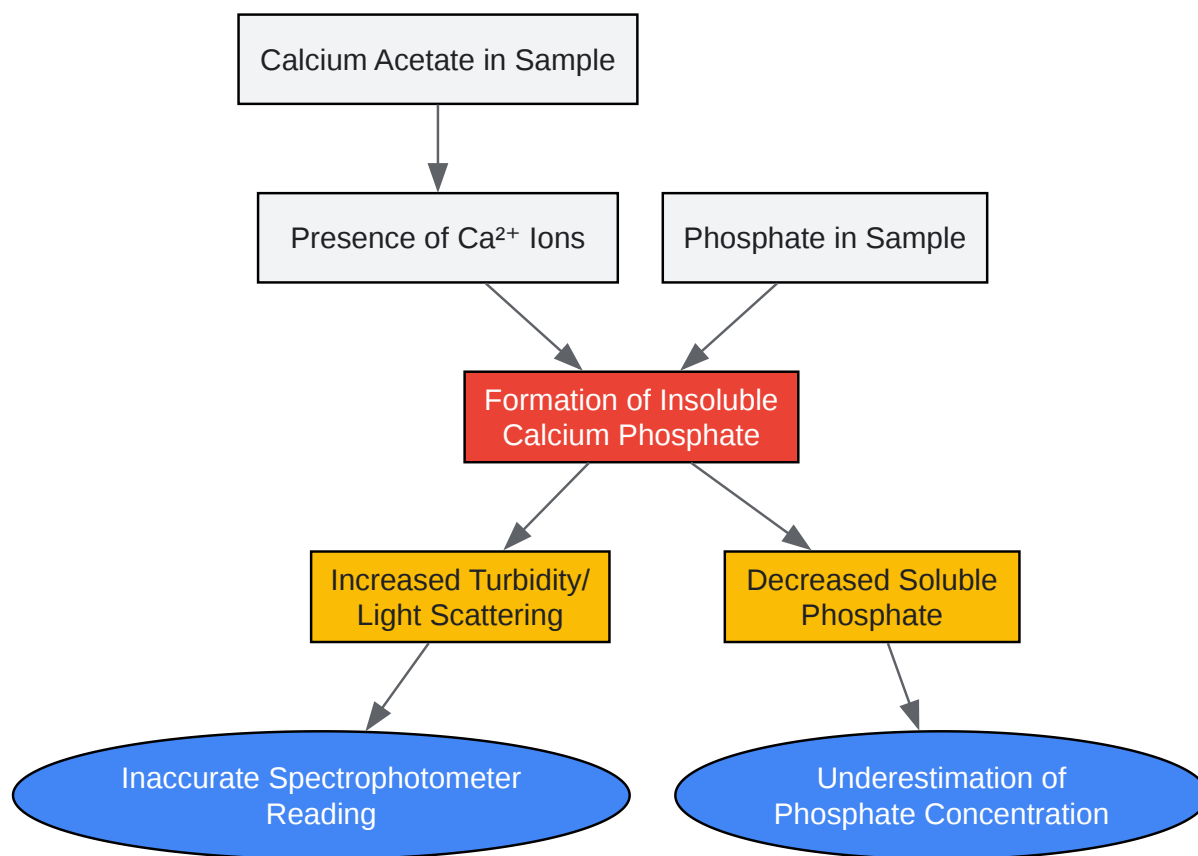 Calcium Acetate in Sample
Presence of Ca²⁺ Ions
Phosphate in Sample
Formation of Insoluble
Calcium Phosphate
Increased Turbidity/
Light Scattering
Decreased Soluble
Phosphate
Inaccurate Spectrophotometer
Reading
Underestimation of
Phosphate Concentration